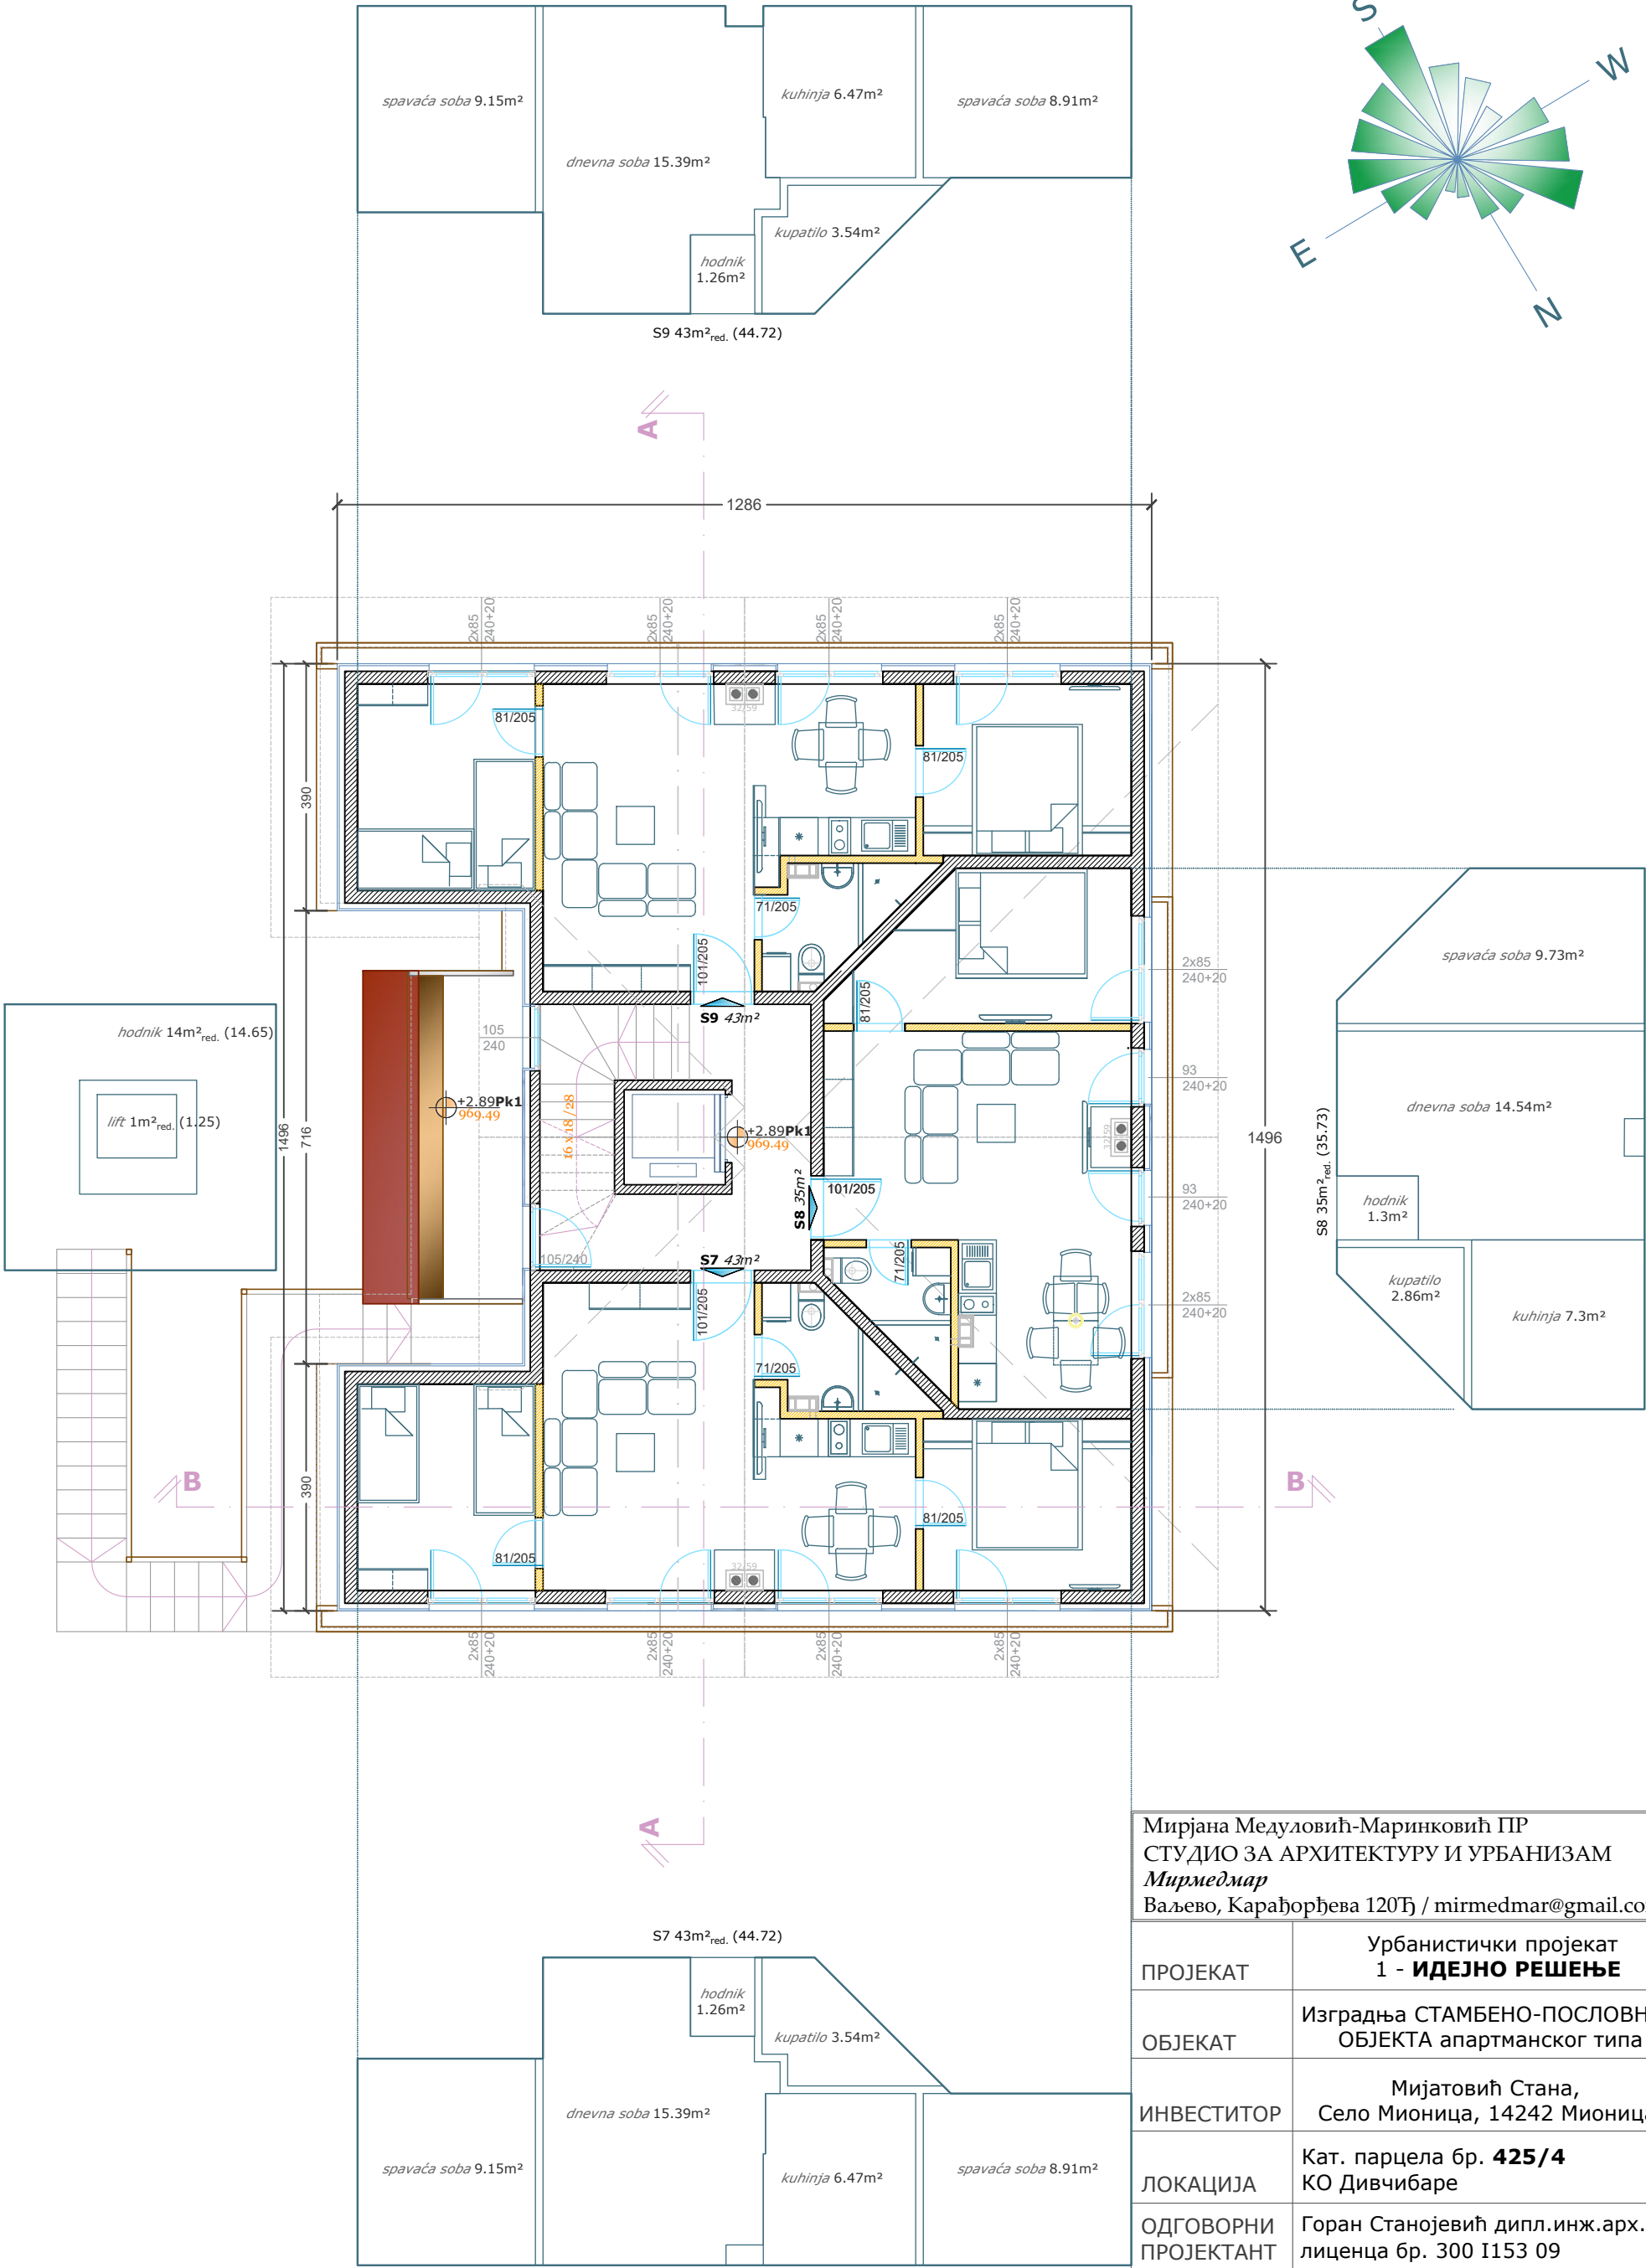 S
W
E
N
spavaća soba 9.15m²
dnevna soba 15.39m²
kuhinja 6.47m²
spavaća soba 8.91m²
kupatilo 3.54m²
hodnik
1.26m²
S9 43m²red. (44.72)
A
1286
2x85
240+20
2x85
240+20
2x85
240+20
2x85
240+20
32/59
81/205
81/205
390
71/205
101/205
S9 43m²
81/205
2x85
240+20
spavaća soba 9.73m²
hodnik 14m²red. (14.65)
lift 1m²red. (1.25)
105
240
+2.89Pk1
969.49
16 x 18 / 28
+2.89Pk1
969.49
93
240+20
32/59
1496
716
1496
dnevna soba 14.54m²
S8 35m²red. (35.73)
S8 35m²
101/205
93
240+20
hodnik
1.3m²
105/240
S7 43m²
71/205
101/205
2x85
240+20
kupatilo
2.86m²
kuhinja 7.3m²
71/205
390
B
B
81/205
81/205
32/59
2x85
240+20
2x85
240+20
2x85
240+20
2x85
240+20
A
S7 43m²red. (44.72)
hodnik
1.26m²
kupatilo 3.54m²
dnevna soba 15.39m²
spavaća soba 9.15m²
kuhinja 6.47m²
spavaća soba 8.91m²
Мирјана Медуловић-Маринковић ПР
СТУДИО ЗА АРХИТЕКТУРУ И УРБАНИЗАМ
Мирмедмар
Ваљево, Карађорђева 120Ђ / mirmedmar@gmail.co
ПРОЈЕКАТ
Урбанистички пројекат
1 - ИДЕЈНО РЕШЕЊЕ
ОБЈЕКАТ
Изградња СТАМБЕНО-ПОСЛОВН
ОБЈЕКТА апартманског типа
ИНВЕСТИТОР
Мијатовић Стана,
Село Мионица, 14242 Мионица
ЛОКАЦИЈА
Кат. парцела бр. 425/4
КО Дивчибаре
ОДГОВОРНИ
ПРОЈЕКТАНТ
Горан Станојевић дипл.инж.арх.
лиценца бр. 300 I153 09